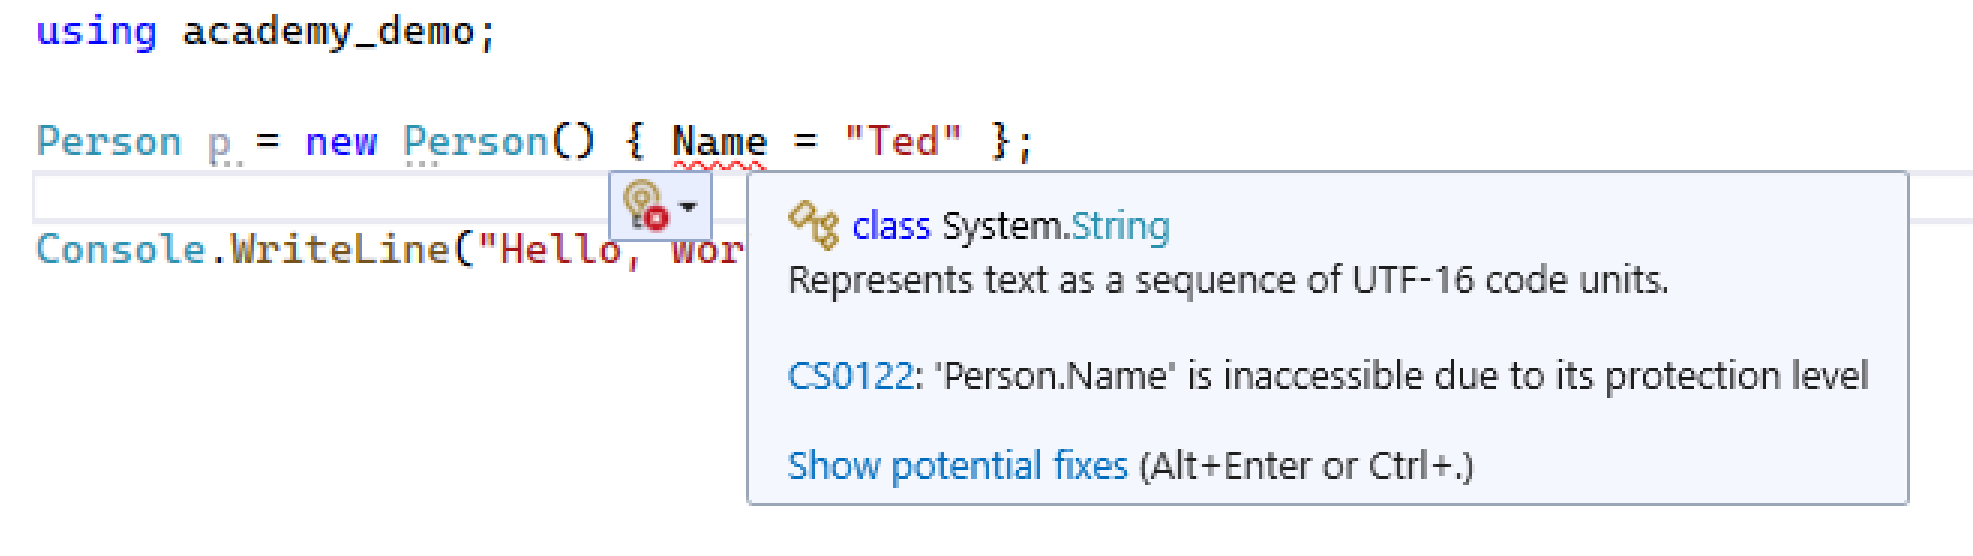 using academy_demo;
Person p = new Person() { Name = "Ted" };
Console.WriteLine("Hello, Wor
class System.String
Represents text as a sequence of UTF-16 code units.
CS0122: 'Person.Name' is inaccessible due to its protection level
Show potential fixes (Alt+Enter or Ctrl+.)